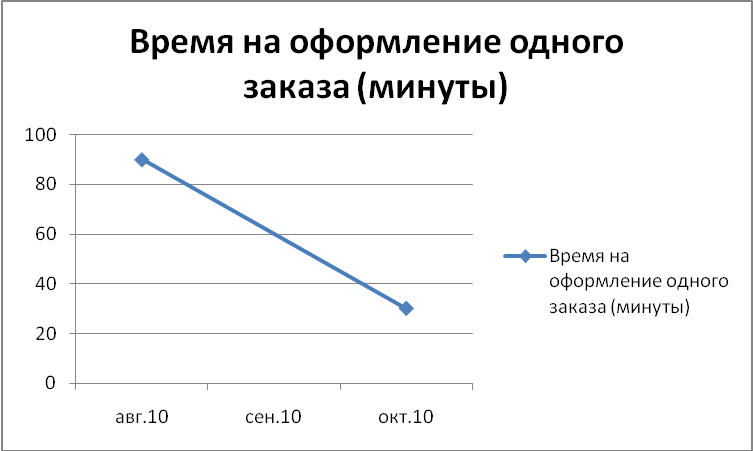 Время на оформление одного
заказа (минуты)
100
80
60
40
20
0
авг.10 сен.10 окт.10
Время на
оформление одного
заказа (минуты)